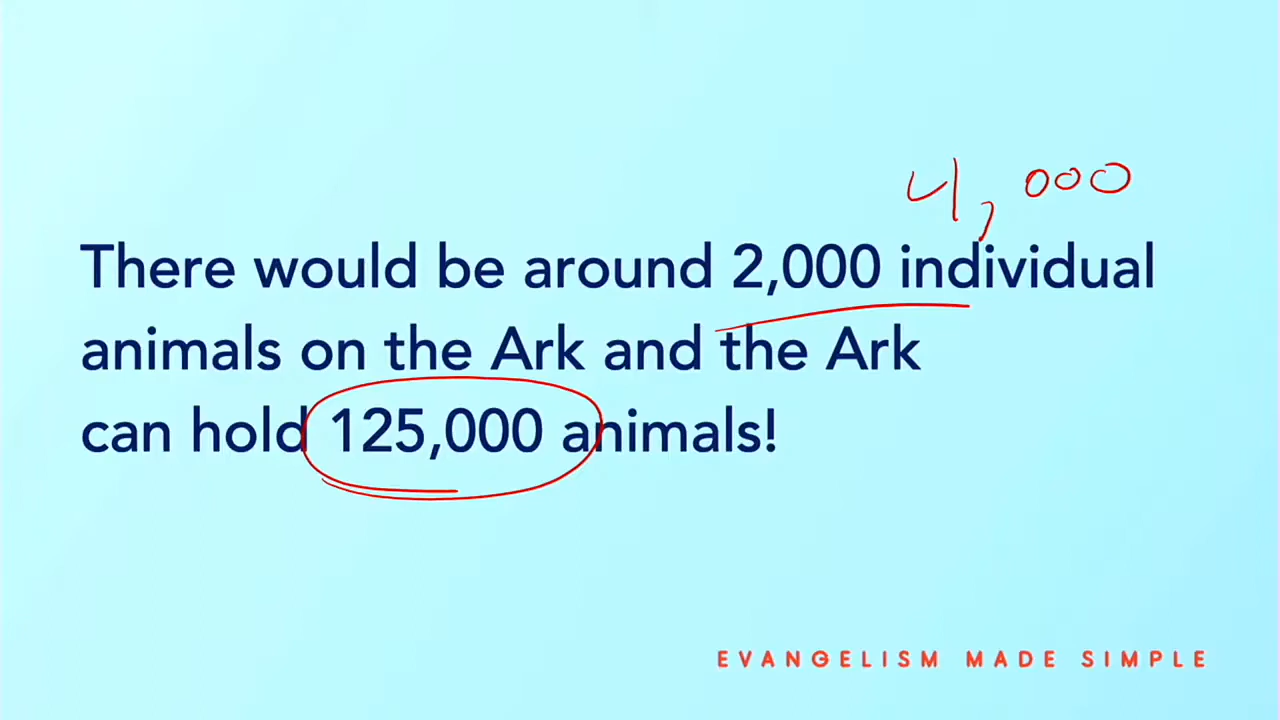 4,000
There would be around 2,000 individual
animals on the Ark and the Ark
can hold 125,000 animals!
EVANGELISM MADE SIMPLE